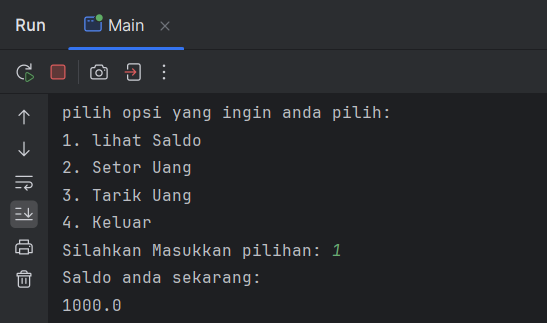 Run Main
pilih opsi yang ingin anda pilih:
1. lihat Saldo
2. Setor Uang
3. Tarik Uang
4. Keluar
Silahkan Masukkan pilihan: 1
Saldo anda sekarang:
1000.0